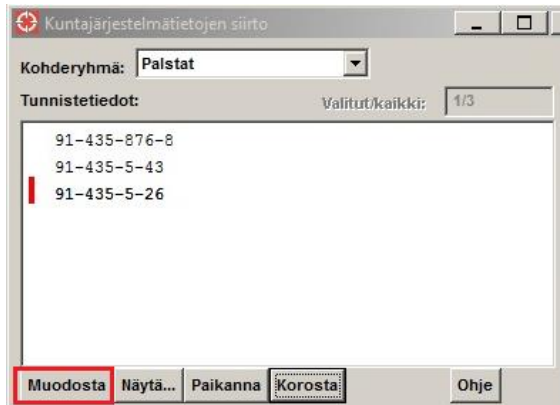 Kuntajärjestelmätietojen siirto
Kohderyhmä: Palstat
Tunnistetiedot: Valitut/kaikki: 1/3
91-435-876-8
91-435-5-43
91-435-5-26
Muodosta Näytä... Paikanna Korosta Ohje